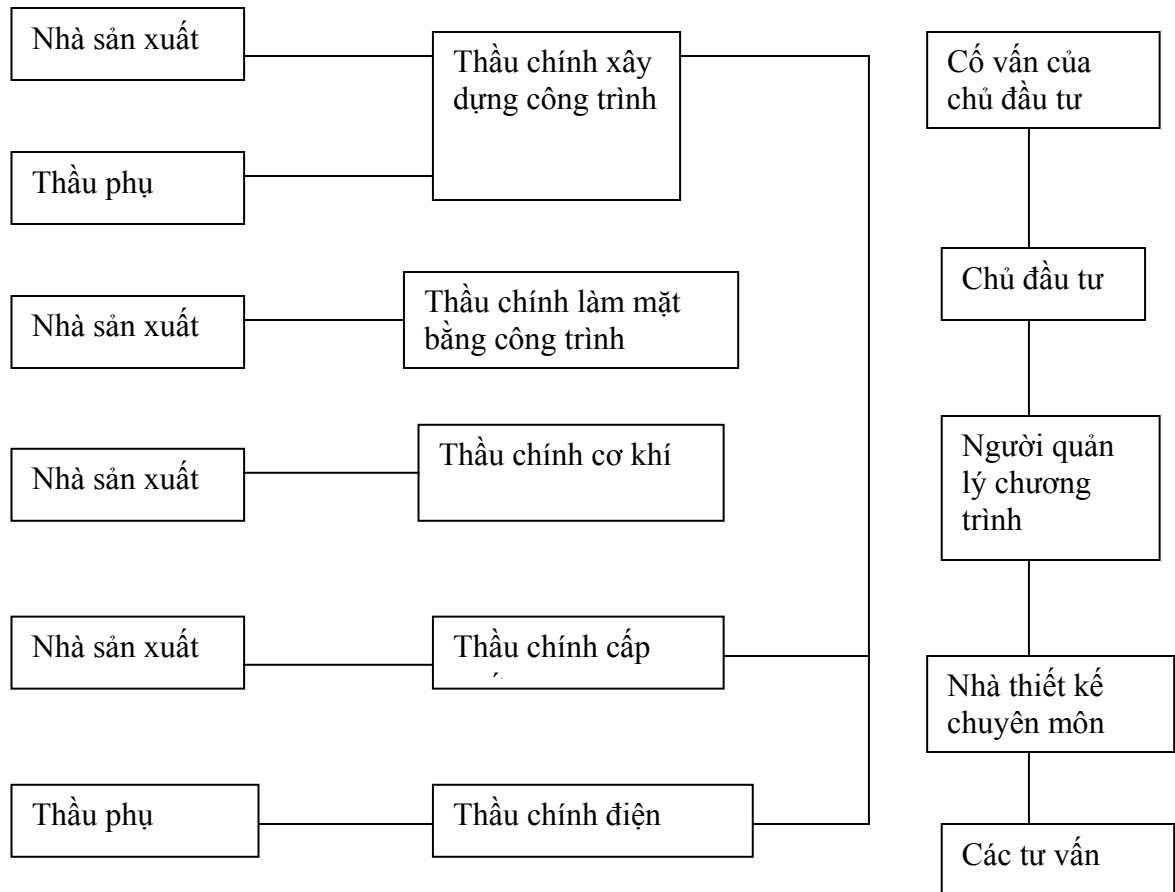 Nhà sản xuất
Thầu chính xây
dựng công trình
Cố vấn của
chủ đầu tư
Thầu phụ
Chủ đầu tư
Nhà sản xuất
Thầu chính làm mặt
bằng công trình
Nhà sản xuất
Thầu chính cơ khí
Người quản
lý chương
trình
Nhà sản xuất
Thầu chính cấp
Nhà thiết kế
chuyên môn
Thầu phụ
Thầu chính điện
Các tư vấn